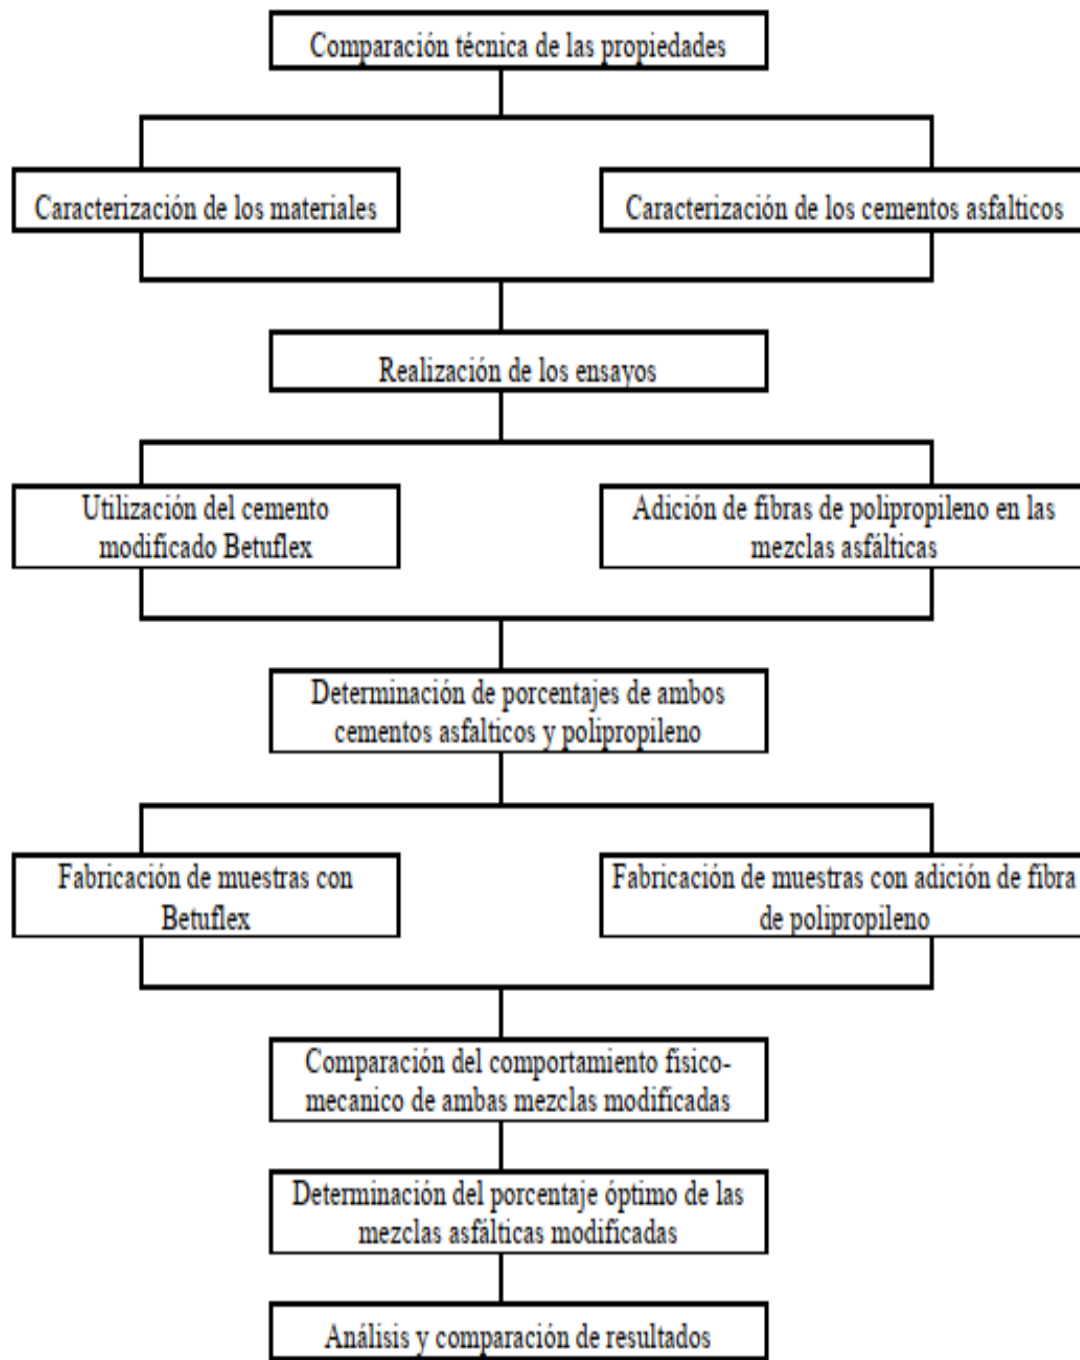 Comparación técnica de las propiedades
Caracterización de los materiales
Caracterización de los cementos asfalticos
Realización de los ensayos
Utilización del cemento
modificado Betuflex
Adición de fibras de polipropileno en las
mezclas asfálticas
Determinación de porcentajes de ambos
cementos asfalticos y polipropileno
Fabricación de muestras con
Betuflex
Fabricación de muestras con adición de fibra
de polipropileno
Comparación del comportamiento físico-
mecanico de ambas mezclas modificadas
Determinación del porcentaje óptimo de las
mezclas asfálticas modificadas
Análisis y comparación de resultados